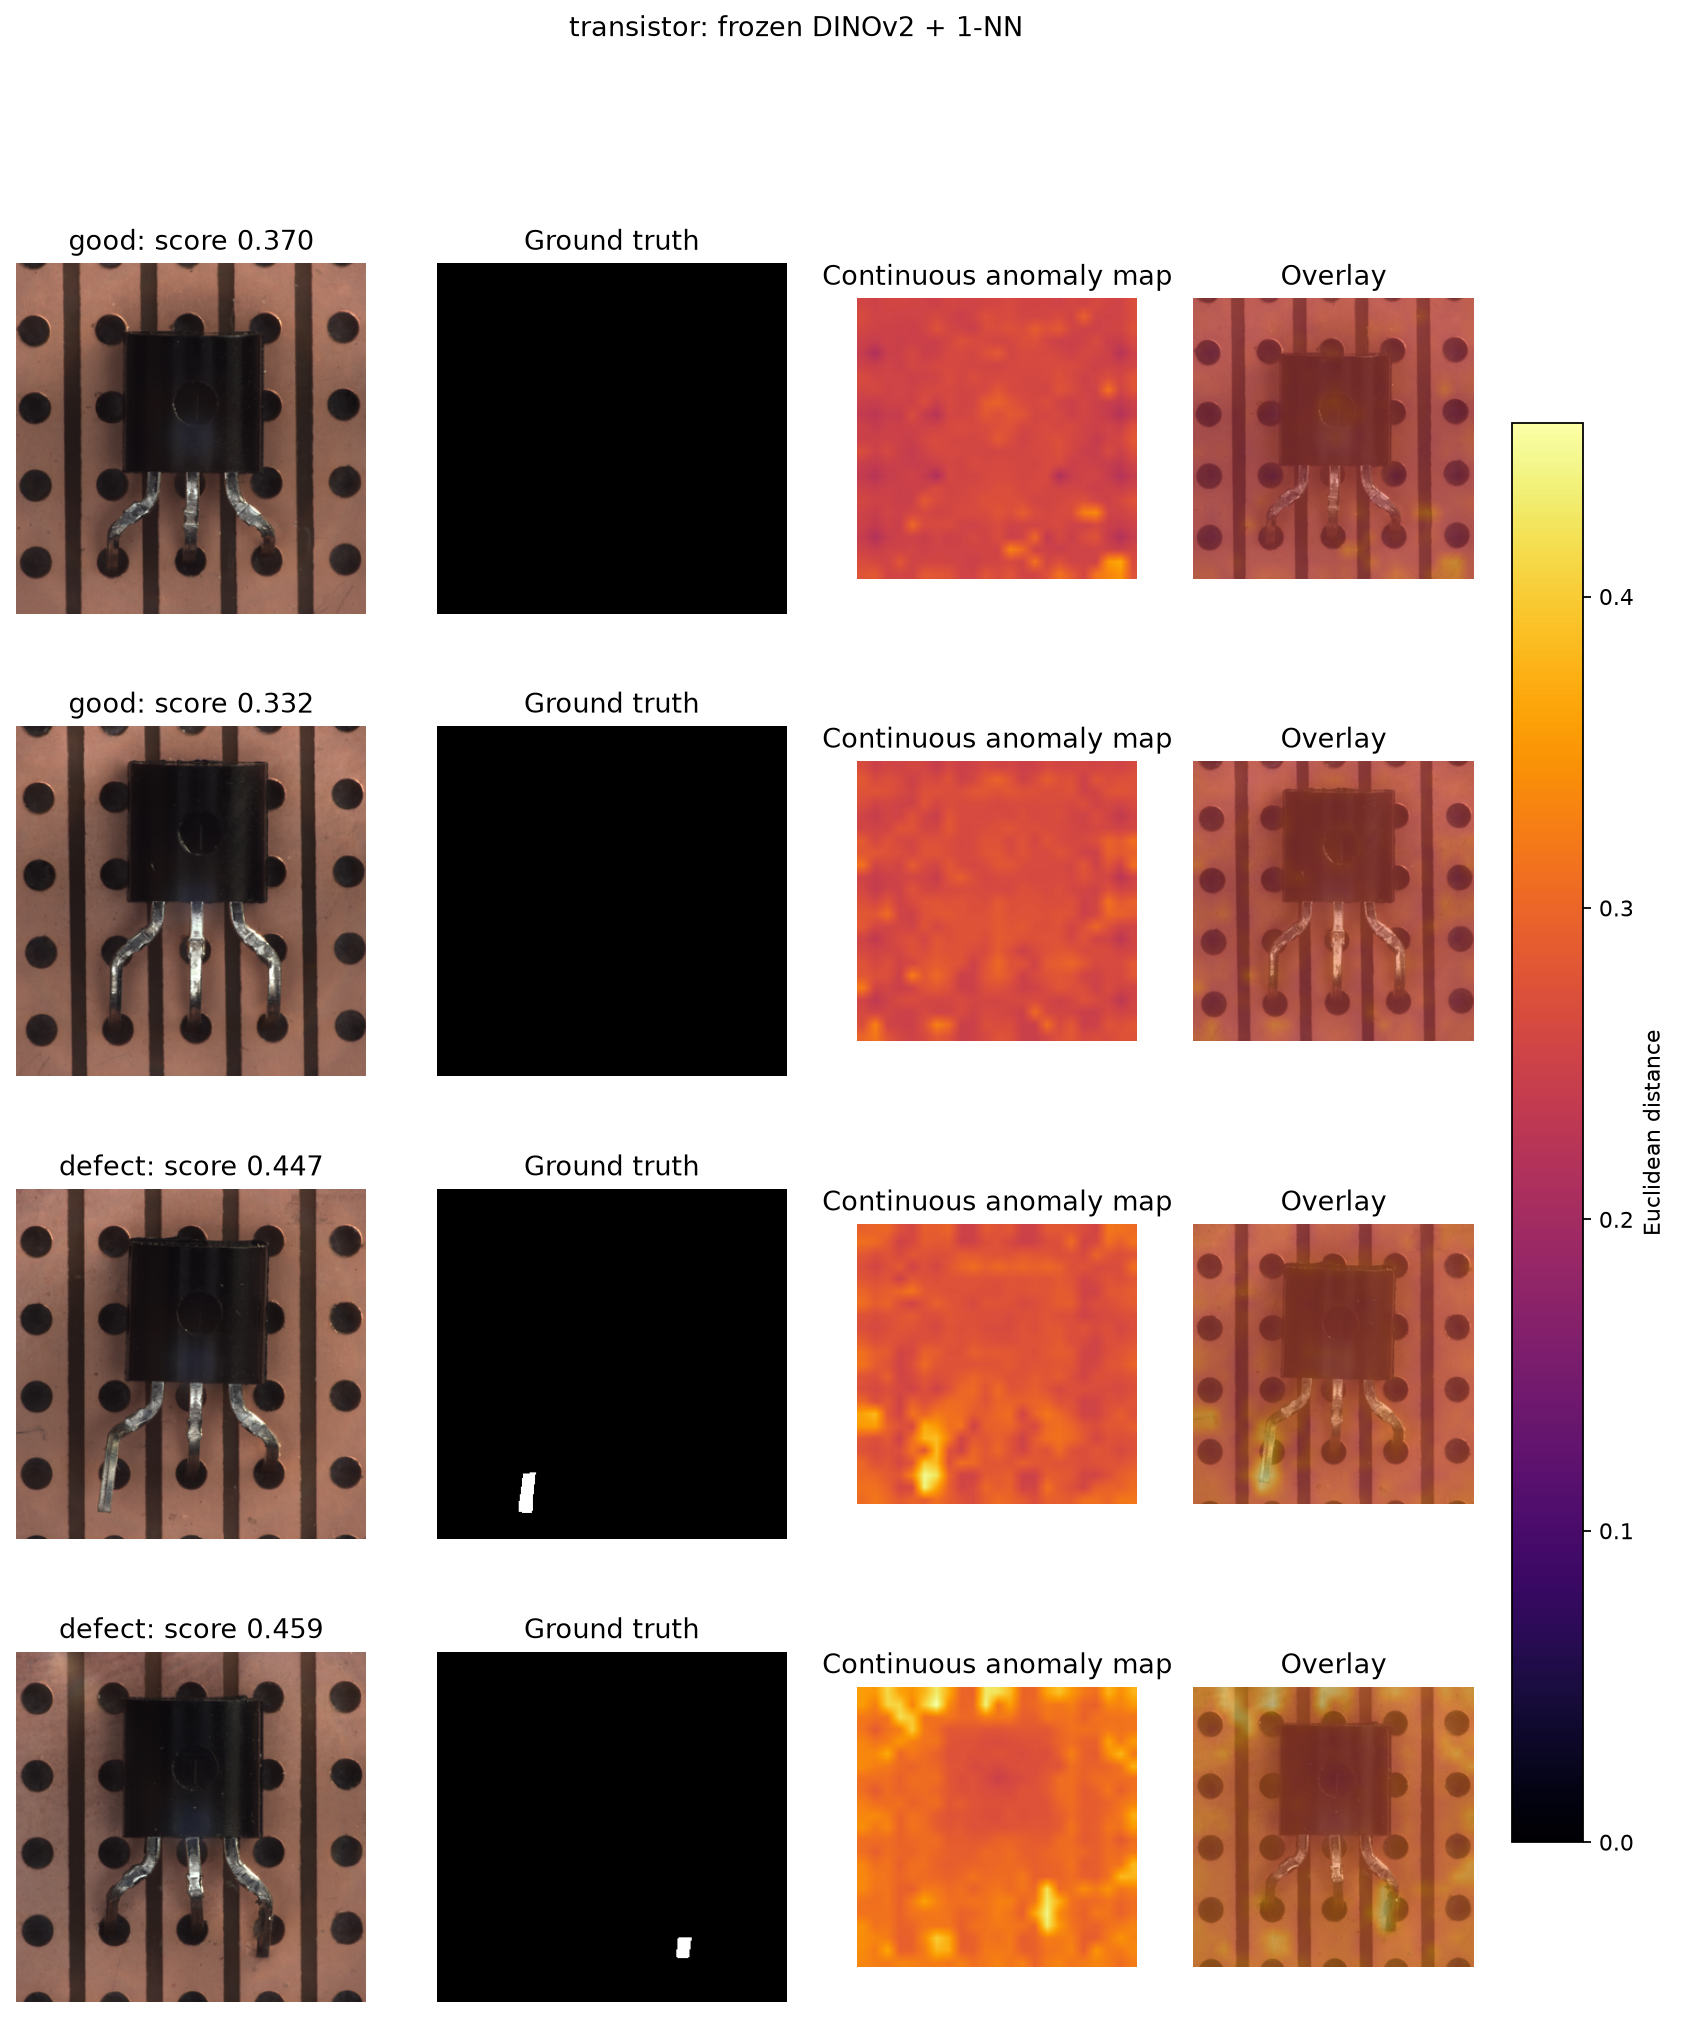 transistor: frozen DINOv2 + 1-NN
good: score 0.370
Ground truth
Continuous anomaly map
Overlay
good: score 0.332
Ground truth
Continuous anomaly map
Overlay
defect: score 0.447
Ground truth
Continuous anomaly map
Overlay
defect: score 0.459
Ground truth
Continuous anomaly map
Overlay
0.4
0.3
0.2
0.1
0.0
Euclidean distance